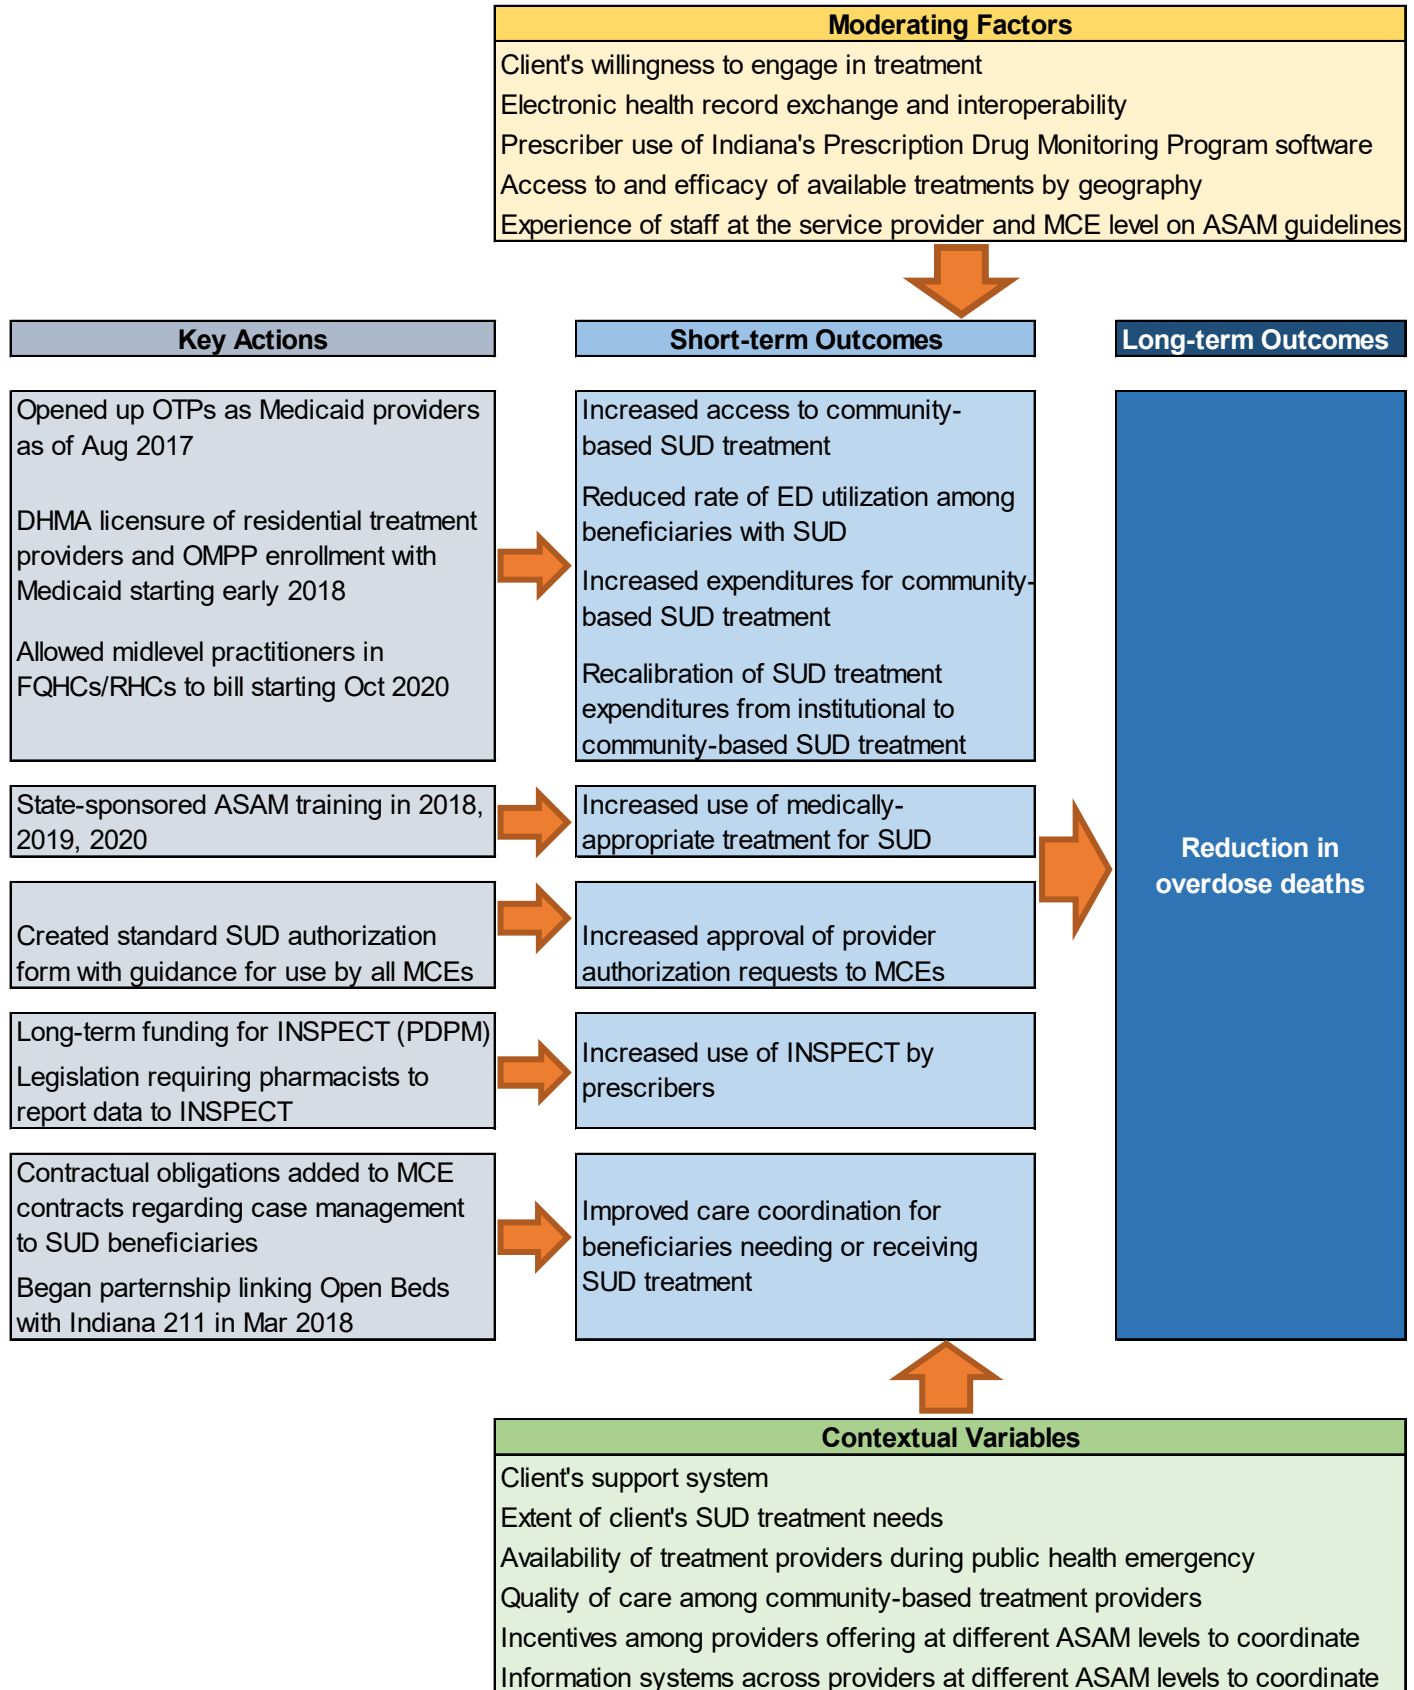 Moderating Factors
Client's willingness to engage in treatment
Electronic health record exchange and interoperability
Prescriber use of Indiana's Prescription Drug Monitoring Program software
Access to and efficacy of available treatments by geography
Experience of staff at the service provider and MCE level on ASAM guidelines
Key Actions
Short-term Outcomes
Long-term Outcomes
Opened up OTPs as Medicaid providers
as of Aug 2017
DHMA licensure of residential treatment
providers and OMPP enrollment with
Medicaid starting early 2018
Allowed midlevel practitioners in
FQHCs/RHCs to bill starting Oct 2020
Increased access to community-
based SUD treatment
Reduced rate of ED utilization among
beneficiaries with SUD
Increased expenditures for community-
based SUD treatment
Recalibration of SUD treatment
expenditures from institutional to
community-based SUD treatment
State-sponsored ASAM training in 2018,
2019, 2020
Increased use of medically-
appropriate treatment for SUD
Created standard SUD authorization
form with guidance for use by all MCEs
Increased approval of provider
authorization requests to MCEs
Long-term funding for INSPECT (PDPM)
Legislation requiring pharmacists to
report data to INSPECT
Increased use of INSPECT by
prescribers
Contractual obligations added to MCE
contracts regarding case management
to SUD beneficiaries
Began parternship linking Open Beds
with Indiana 211 in Mar 2018
Improved care coordination for
beneficiaries needing or receiving
SUD treatment
Reduction in
overdose deaths
Contextual Variables
Client's support system
Extent of client's SUD treatment needs
Availability of treatment providers during public health emergency
Quality of care among community-based treatment providers
Incentives among providers offering at different ASAM levels to coordinate
Information systems across providers at different ASAM levels to coordinate